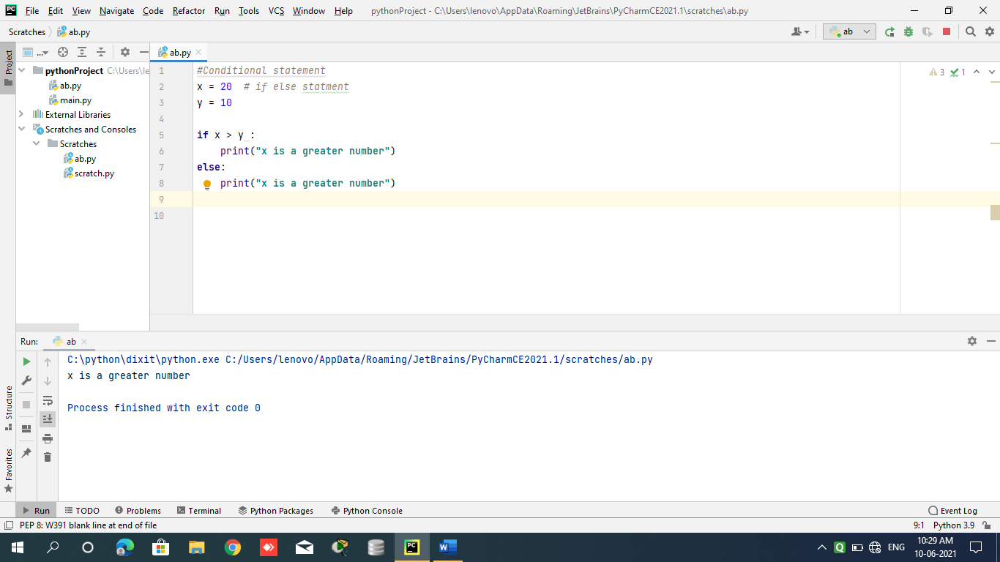 PC File Edit View Navigate Code Refactor Run Tools VCS Window Help pythonProject - C:\Users\lenovo\AppData\Roaming\JetBrains\PyCharmCE2021.1\scratches\ab.py
Scratches ab.py ab
Project ... ab.py
pythonProject C:\Users\le
ab.py
main.py
External Libraries
Scratches and Consoles
Scratches
ab.py
scratch.py
1 #Conditional statement 3 1
2 x = 20 # if else statment
3 y = 10
4
5 if x > y :
6 print("x is a greater number")
7 else:
8 print("x is a greater number")
9
10
Run: ab
C:\python\dixit\python.exe C:/Users/lenovo/AppData/Roaming/JetBrains/PyCharmCE2021.1/scratches/ab.py
x is a greater number
Process finished with exit code 0
Structure
Favorites
Run TODO Problems Terminal Python Packages Python Console Event Log
PEP 8: W391 blank line at end of file 9:1 Python 3.9
PC W Q ENG 10:29 AM
10-06-2021